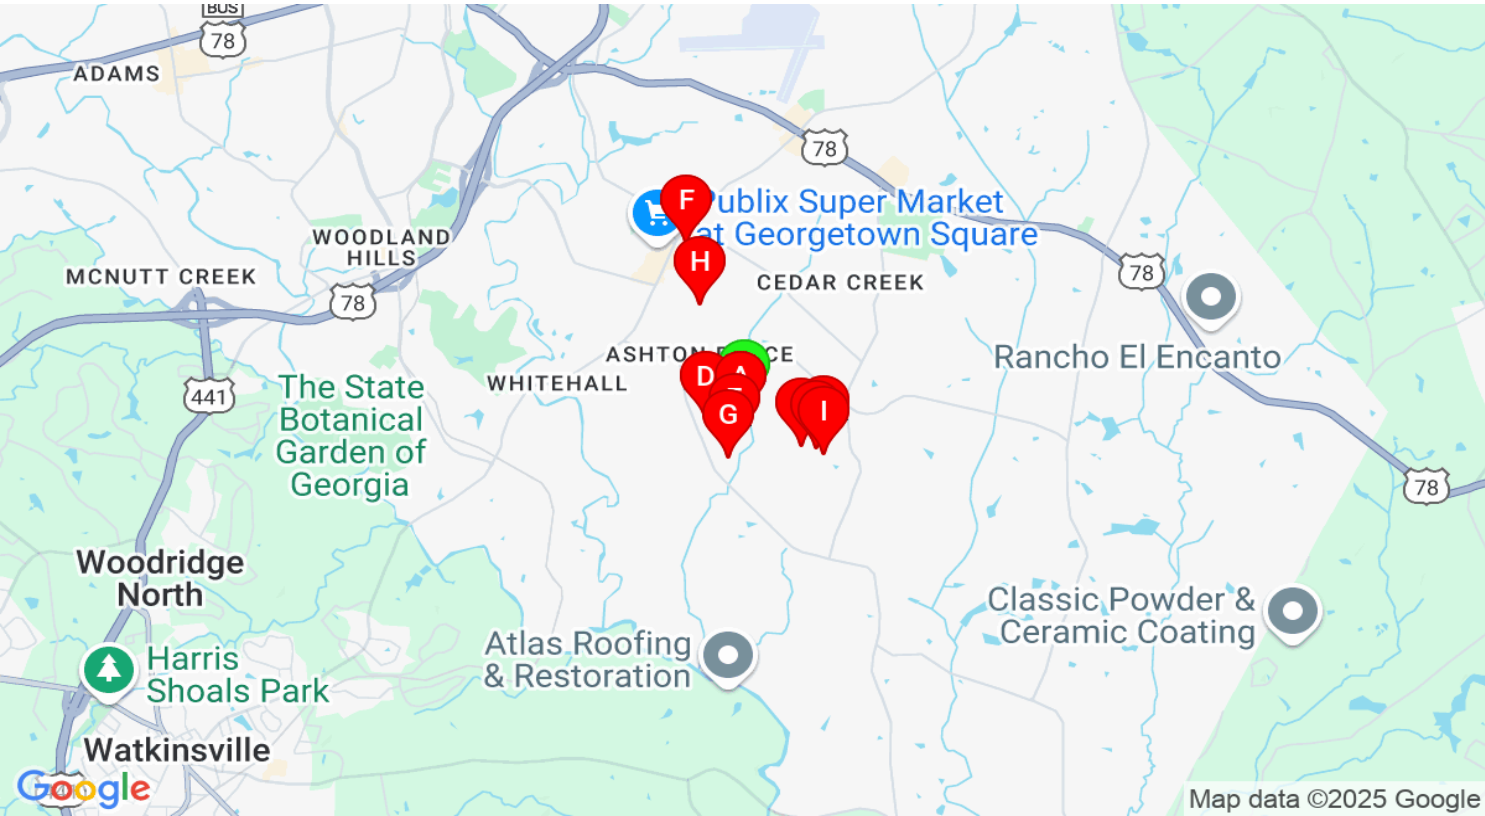 BUS
78
ADAMS
78
F
Publix Super Market
at Georgetown Square
WOODLAND
HILLS
H
MCNUTT CREEK
CEDAR CREEK
78
78
Rancho El Encanto
WHITEHALL
D
A
I
G
441
The State
Botanical
Garden of
Georgia
78
Woodridge
North
Classic Powder &
Ceramic Coating
Atlas Roofing
& Restoration
Harris
Shoals Park
Watkinsville
Google
Map data ©2025 Google